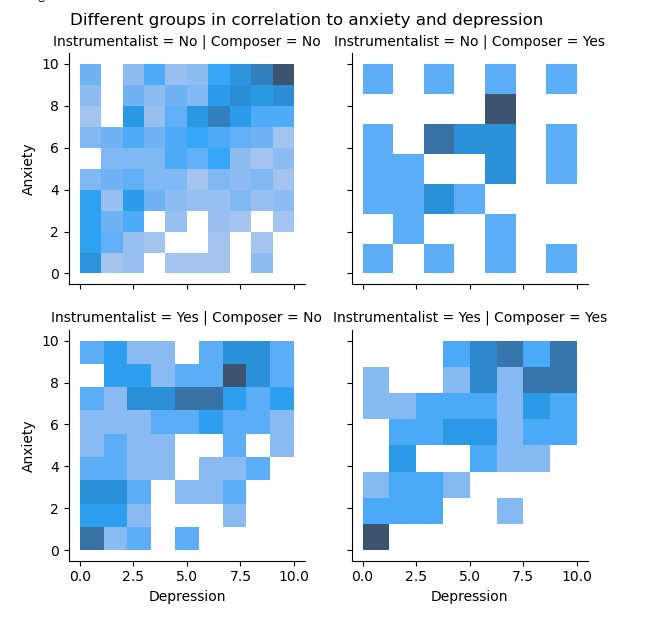 Different groups in correlation to anxiety and depression
Instrumentalist = No | Composer = No
Instrumentalist = No | Composer = Yes
10
8
6
4
2
0
Anxiety
Instrumentalist = Yes | Composer = No
Instrumentalist = Yes | Composer = Yes
10
8
6
4
2
0
Anxiety
0.0 2.5 5.0 7.5 10.0
0.0 2.5 5.0 7.5 10.0
Depression
Depression